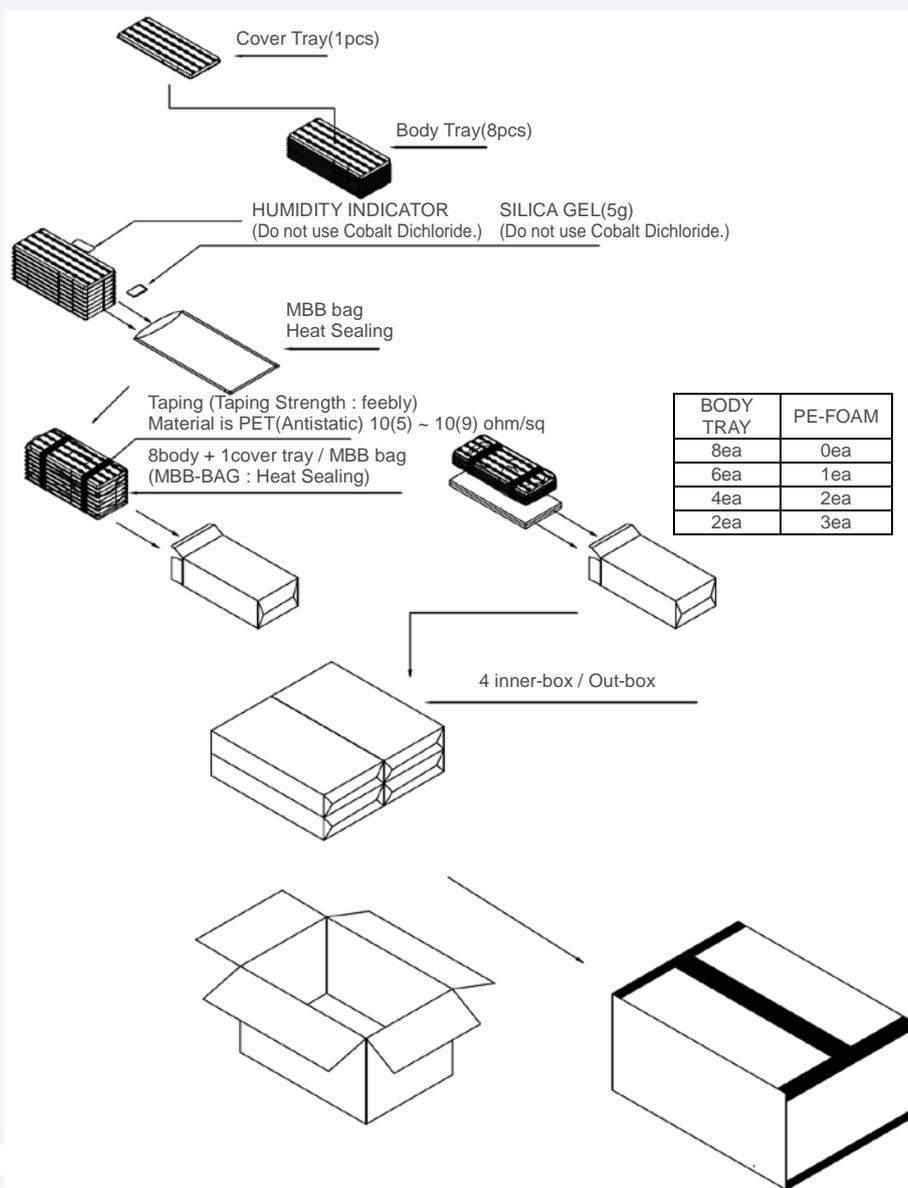 Cover Tray(1pcs)
Body Tray(8pcs)
HUMIDITY INDICATOR
(Do not use Cobalt Dichloride.)
SILICA GEL(5g)
(Do not use Cobalt Dichloride.)
MBB bag
Heat Sealing
Taping (Taping Strength : feebly)
Material is PET(Antistatic) 10(5) ~ 10(9) ohm/sq
8body + 1cover tray / MBB bag
(MBB-BAG : Heat Sealing)
BODY
TRAY
PE-FOAM
8ea 0ea
6ea 1ea
4ea 2ea
2ea 3ea
4 inner-box / Out-box